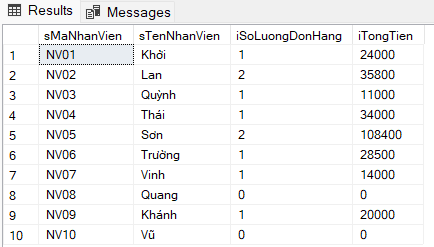 Results Messages
sMaNhanVien sTenNhanVien iSoLuongDonHang iTongTien
1 NV01 Khởi 1 24000
2 NV02 Lan 2 35800
3 NV03 Quỳnh 1 11000
4 NV04 Thái 1 34000
5 NV05 Sơn 2 108400
6 NV06 Trường 1 28500
7 NV07 Vinh 1 14000
8 NV08 Quang 0 0
9 NV09 Khánh 1 20000
10 NV10 Vũ 0 0